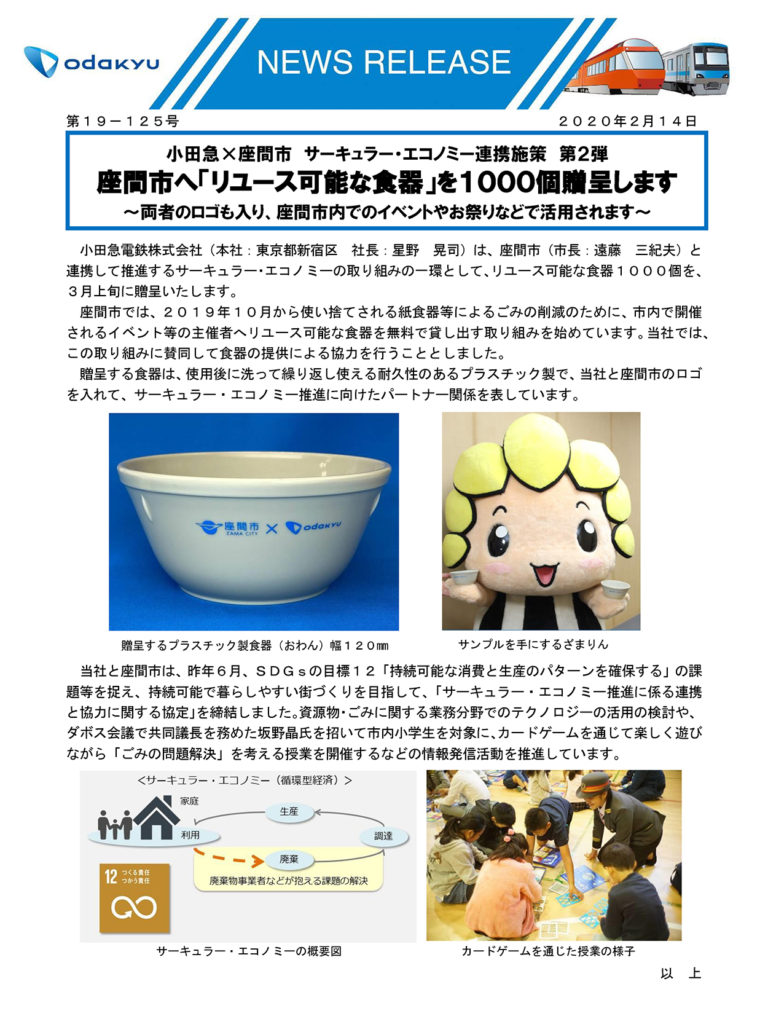 odakyu
NEWS RELEASE
第１９－１２５号
２０２０年２月１４日
小田急×座間市　サーキュラー・エコノミー連携施策　第２弾
座間市へ「リユース可能な食器」を１０００個贈呈します
～両者のロゴも入り、座間市内でのイベントやお祭りなどで活用されます～
小田急電鉄株式会社（本社：東京都新宿区　社長：星野　晃司）は、座間市（市長：遠藤　三紀夫）と
連携して推進するサーキュラー・エコノミーの取り組みの一環として、リユース可能な食器１０００個を、
３月上旬に贈呈いたします。
座間市では、２０１９年１０月から使い捨てされる紙食器等によるごみの削減のために、市内で開催
されるイベント等の主催者へリユース可能な食器を無料で貸し出す取り組みを始めています。当社では、
この取り組みに賛同して食器の提供による協力を行うこととしました。
贈呈する食器は、使用後に洗って繰り返し使える耐久性のあるプラスチック製で、当社と座間市のロゴ
を入れて、サーキュラー・エコノミー推進に向けたパートナー関係を表しています。
座間市 × odakyu
ZAMA CITY
贈呈するプラスチック製食器（おわん）幅１２０㎜
サンプルを手にするざまりん
当社と座間市は、昨年６月、ＳＤＧｓの目標１２「持続可能な消費と生産のパターンを確保する」の課
題等を捉え、持続可能で暮らしやすい街づくりを目指して、「サーキュラー・エコノミー推進に係る連携
と協力に関する協定」を締結しました。資源物・ごみに関する業務分野でのテクノロジーの活用の検討や、
ダボス会議で共同議長を務めた坂野晶氏を招いて市内小学生を対象に、カードゲームを通じて楽しく遊び
ながら「ごみの問題解決」を考える授業を開催するなどの情報発信活動を推進しています。
＜サーキュラー・エコノミー（循環型経済）＞
家庭
生産
利用
調達
廃棄
廃棄物事業者などが抱える課題の解決
12 つくる責任
つかう責任
サーキュラー・エコノミーの概要図
カードゲームを通じた授業の様子
以　上